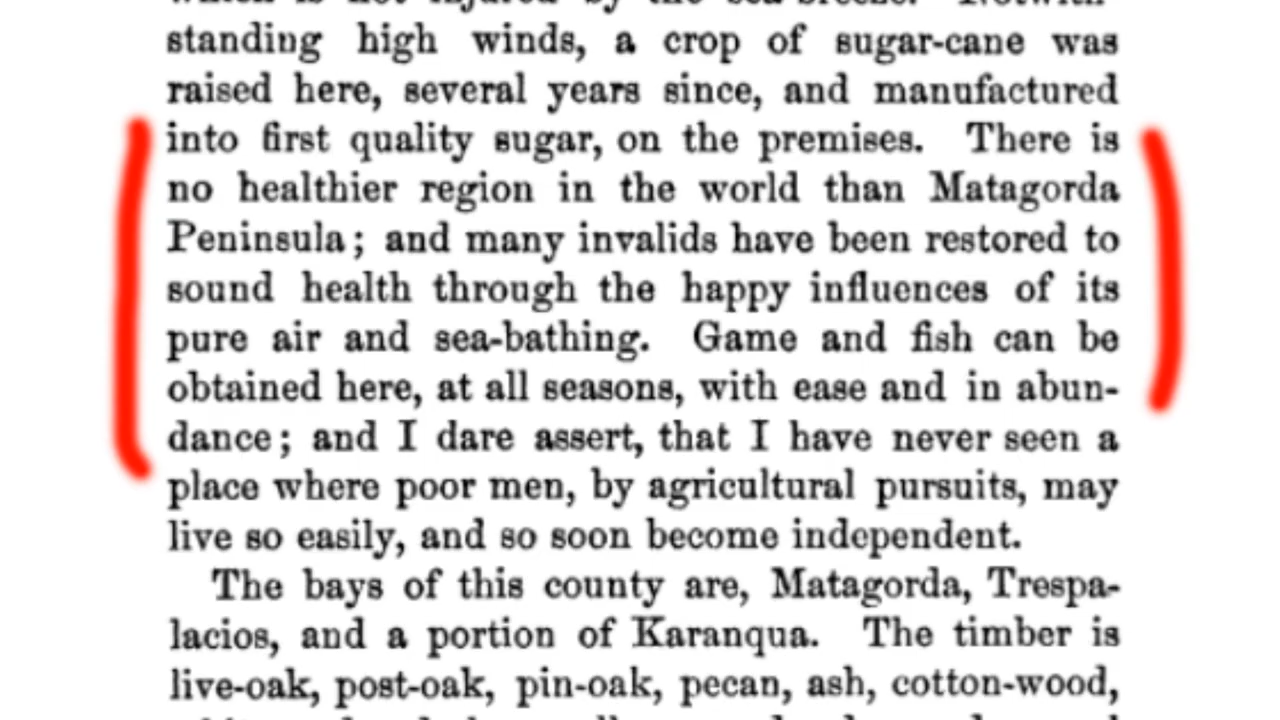 standing high winds, a crop of sugar-cane was
raised here, several years since, and manufactured
into first quality sugar, on the premises. There is
no healthier region in the world than Matagorda
Peninsula; and many invalids have been restored to
sound health through the happy influences of its
pure air and sea-bathing. Game and fish can be
obtained here, at all seasons, with ease and in abun-
dance; and I dare assert, that I have never seen a
place where poor men, by agricultural pursuits, may
live so easily, and so soon become independent.
The bays of this county are, Matagorda, Trespa-
lacios, and a portion of Karanqua. The timber is
live-oak, post-oak, pin-oak, pecan, ash, cotton-wood,